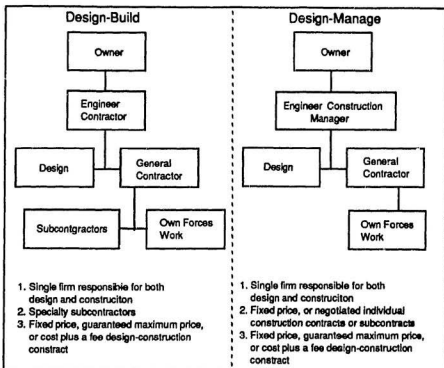 Design-Build
Owner
Engineer
Contractor
Design
General
Contractor
Subcontgractors
Own Forces
Work
1. Single firm responsible for both
design and construciton
2. Specialty subcontractors
3. Fixed price, guaranteed maximum price,
or cost plus a fee design-construction
constract
Design-Manage
Owner
Engineer Construction
Manager
Design
General
Contractor
Own Forces
Work
1. Single firm responsible for both
design and construciton
2. Fixed price, or negotiated individual
construction contracts or subcontracts
3. Fixed price, guaranteed maximum price,
or cost plus a fee design-construction
constract